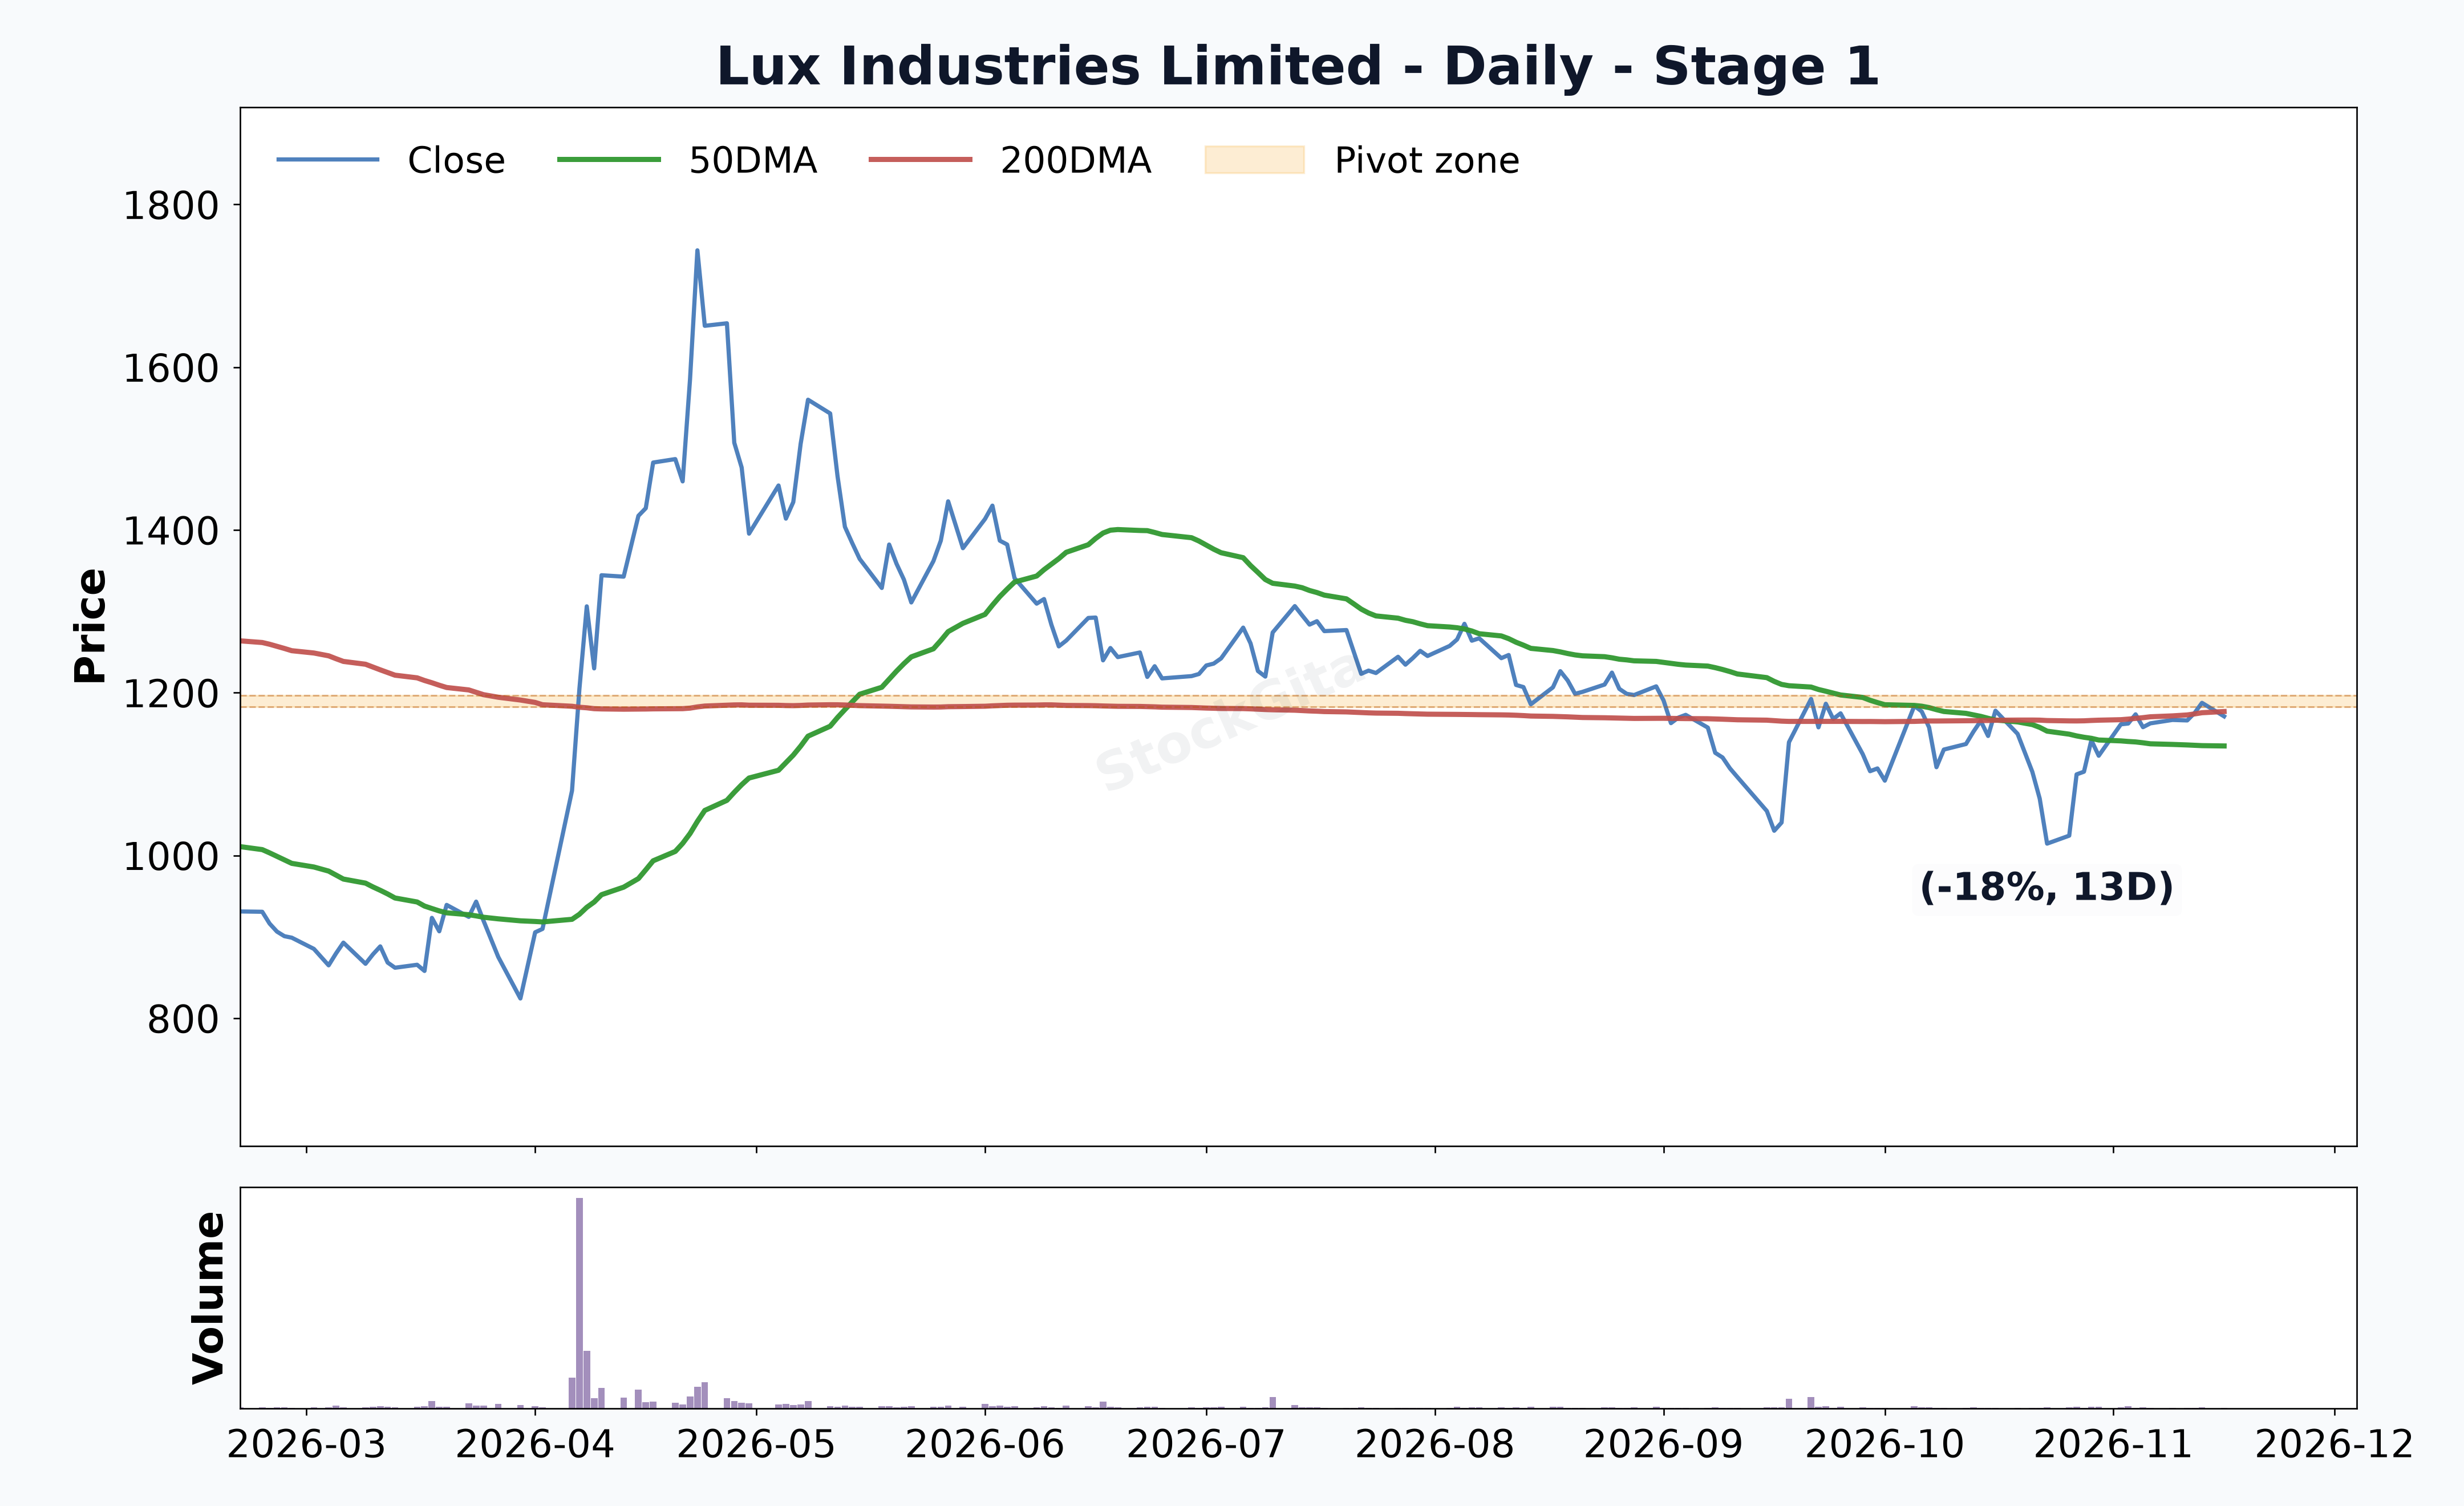 Lux Industries Limited - Daily - Stage 1
Close 50DMA 200DMA Pivot zone
1800
1600
1400
1200
1000
800
Price
StockGita
(-18%, 13D)
Volume
2026-03 2026-04 2026-05 2026-06 2026-07 2026-08 2026-09 2026-10 2026-11 2026-12